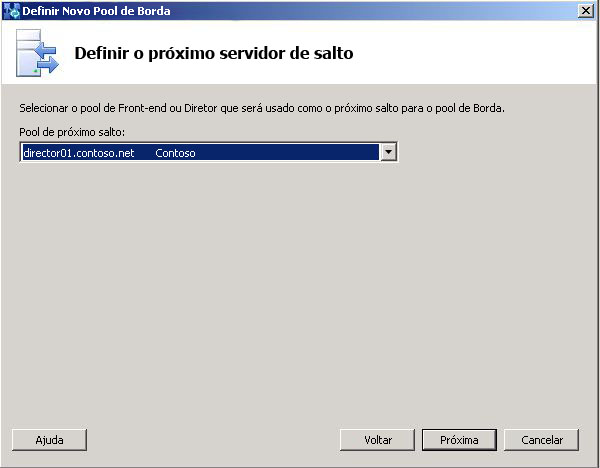 Definir Novo Pool de Borda
Definir o próximo servidor de salto
Selecionar o pool de Front-end ou Diretor que será usado como o próximo salto para o pool de Borda.
Pool de próximo salto:
director01.contoso.net Contoso
Ajuda Voltar Próxima Cancelar